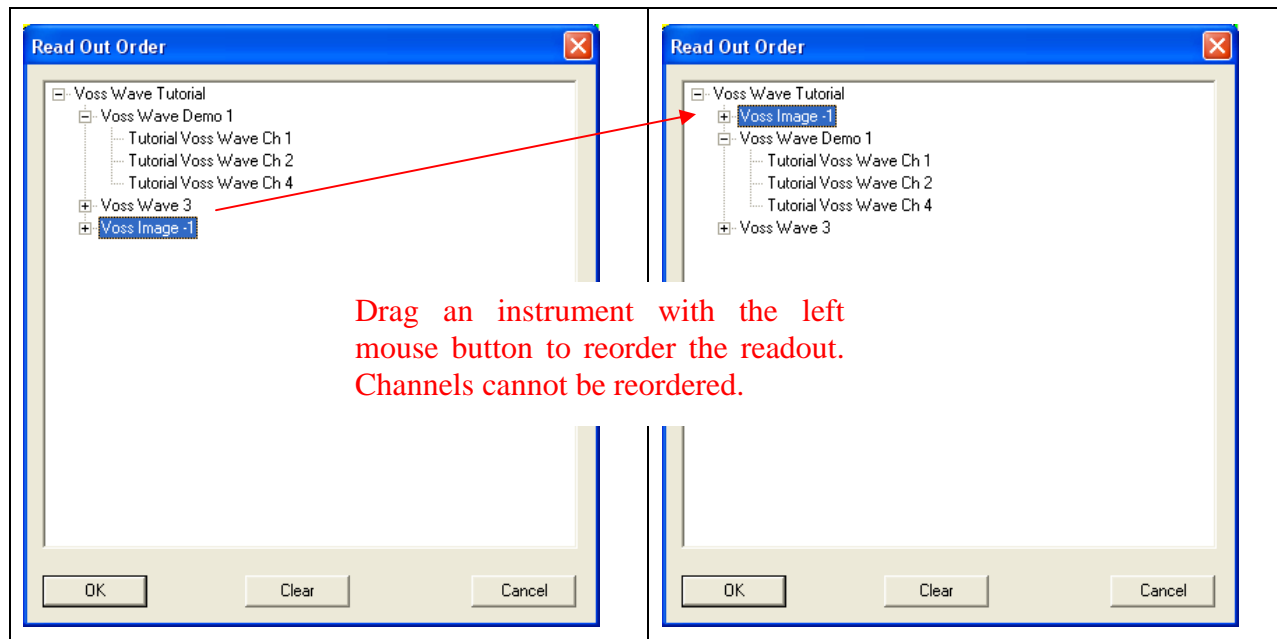 Read Out Order
Voss Wave Tutorial
Voss Wave Demo 1
Tutorial Voss Wave Ch 1
Tutorial Voss Wave Ch 2
Tutorial Voss Wave Ch 4
Voss Wave 3
Voss Image -1
OK Clear Cancel
Read Out Order
Voss Wave Tutorial
Voss Image -1
Voss Wave Demo 1
Tutorial Voss Wave Ch 1
Tutorial Voss Wave Ch 2
Tutorial Voss Wave Ch 4
Voss Wave 3
OK Clear Cancel
Drag an instrument with the left
mouse button to reorder the readout.
Channels cannot be reordered.